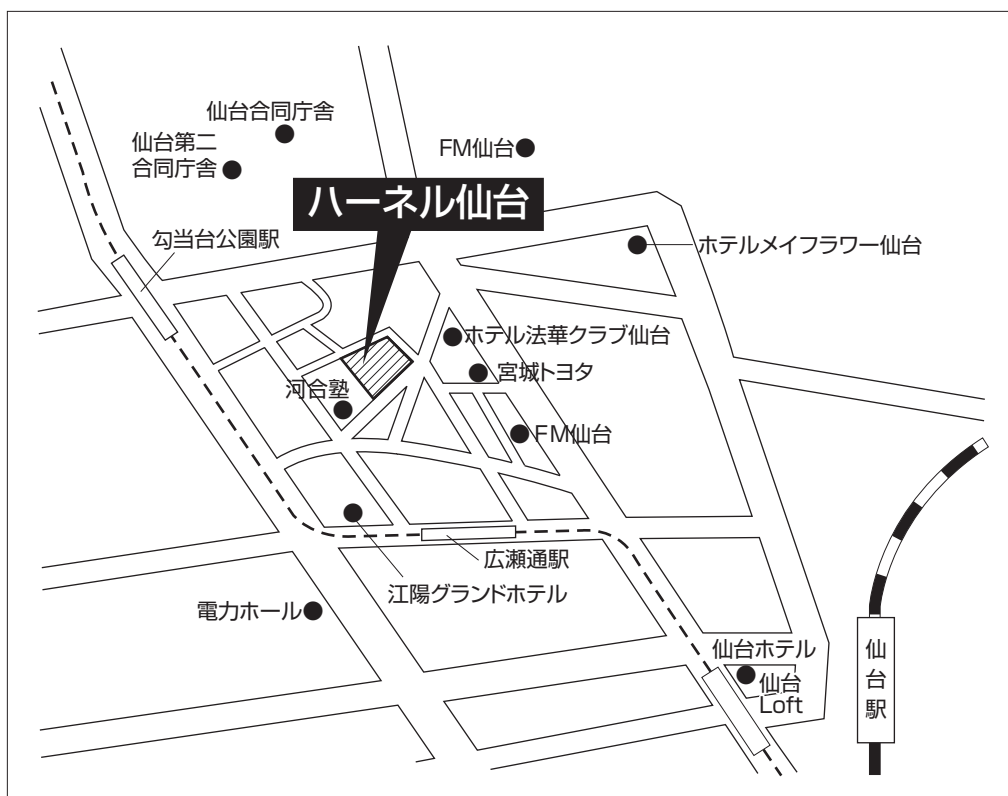 仙台合同庁舎
仙台第二
合同庁舎
FM仙台
ハーネル仙台
勾当台公園駅
ホテルメイフラワー仙台
ホテル法華クラブ仙台
宮城トヨタ
河合塾
FM仙台
広瀬通駅
江陽グランドホテル
電力ホール
仙台ホテル
仙台
Loft
仙台駅